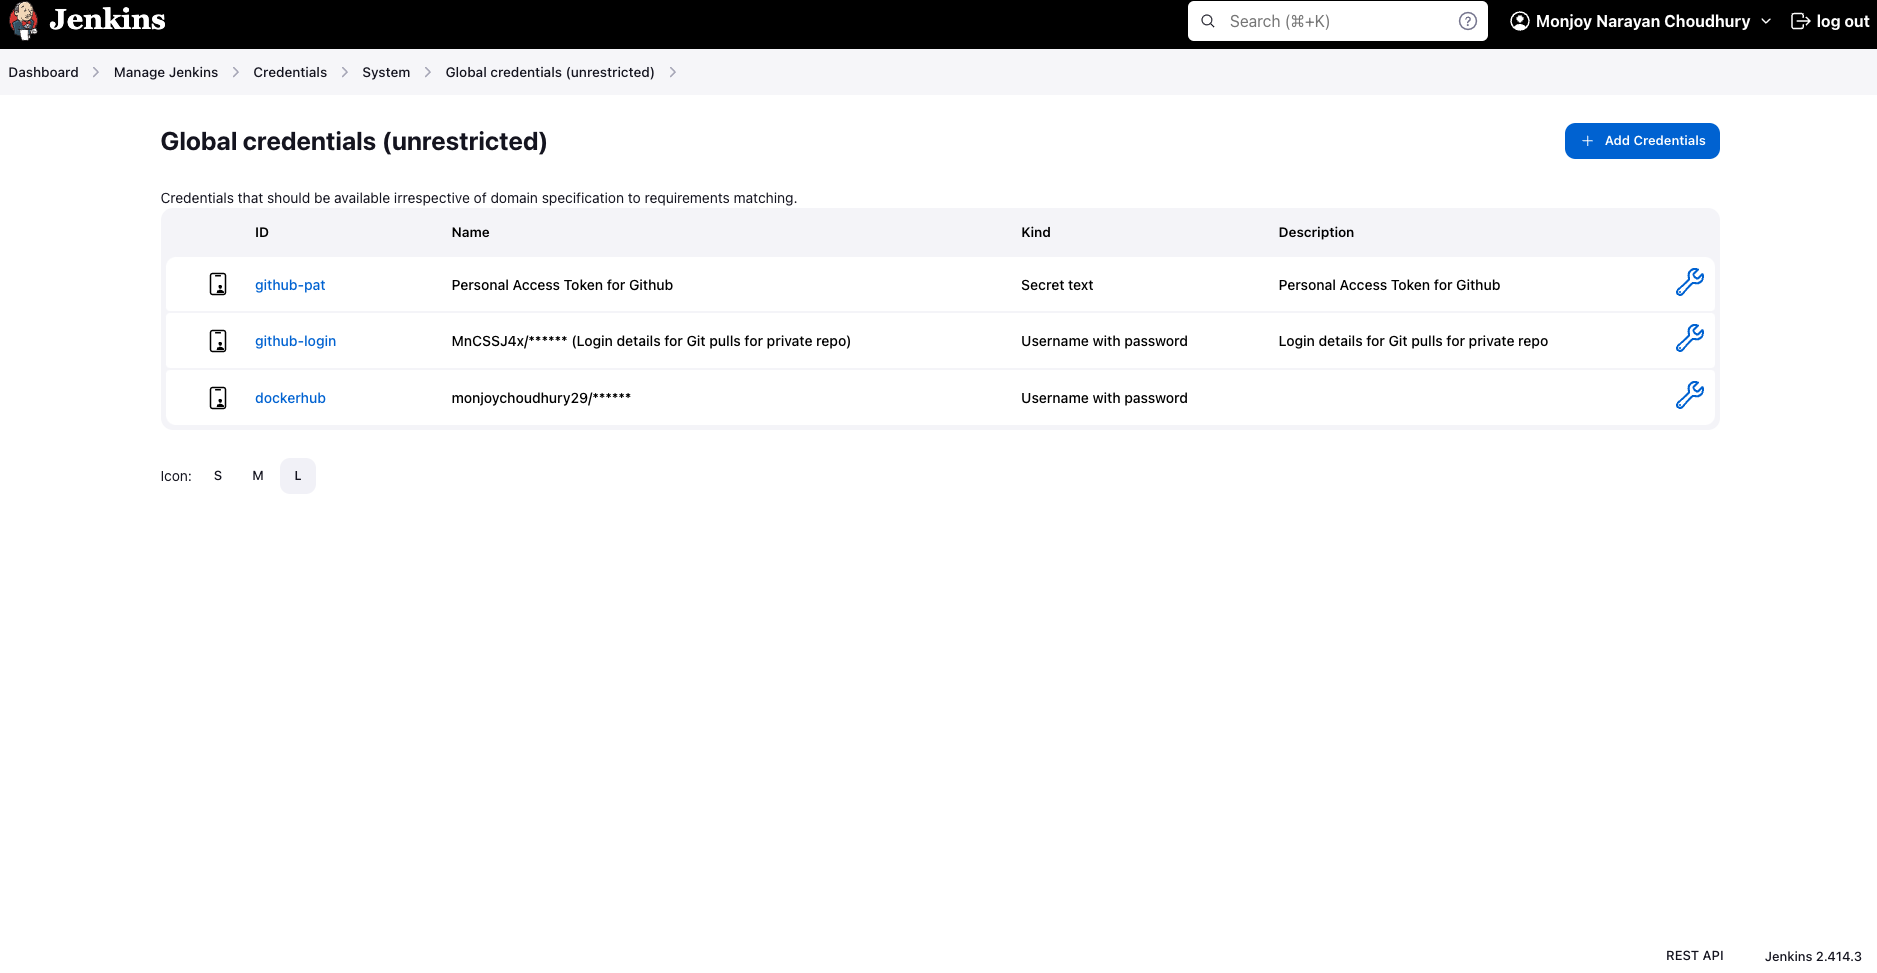 Jenkins
Search (⌘+K)
Monjoy Narayan Choudhury
log out
Dashboard Manage Jenkins Credentials System Global credentials (unrestricted)
Global credentials (unrestricted)
Add Credentials
Credentials that should be available irrespective of domain specification to requirements matching.
ID Name Kind Description
github-pat Personal Access Token for Github Secret text Personal Access Token for Github
github-login MnCSSJ4x/****** (Login details for Git pulls for private repo) Username with password Login details for Git pulls for private repo
dockerhub monjoychoudhury29/****** Username with password
Icon: S M L
REST API Jenkins 2.414.3